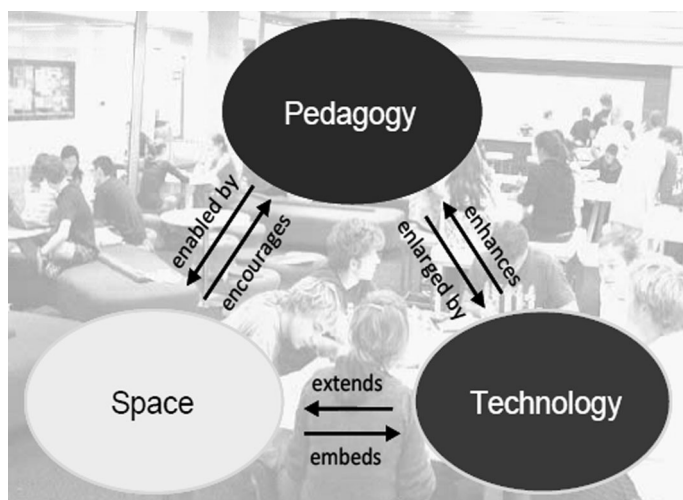 Pedagogy
enabled by
encourages
enlarged by
enhances
Space
extends
embeds
Technology